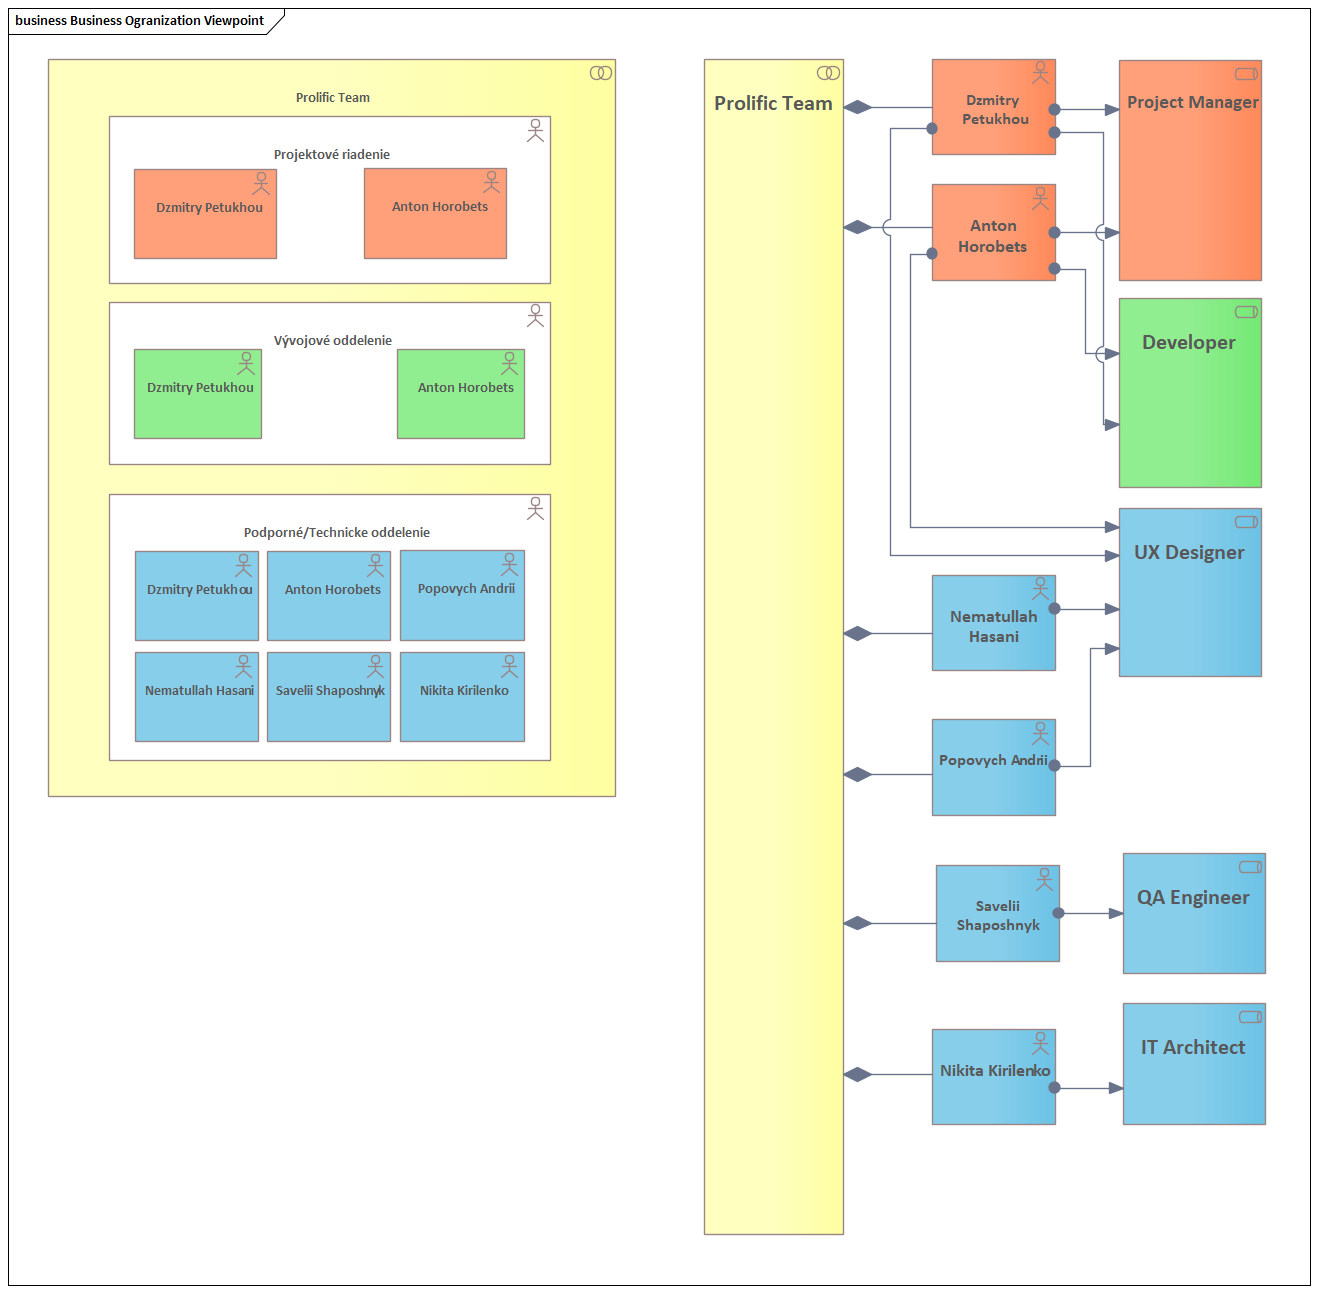 business Business Ogranization Viewpoint
Prolific Team
Projektové riadenie
Dzmitry Petukhou
Anton Horobets
Vývojové oddelenie
Dzmitry Petukhou
Anton Horobets
Podporné/Technicke oddelenie
Dzmitry Petukhou
Anton Horobets
Popovych Andrii
Nematullah Hasani
Savelii Shaposhnyk
Nikita Kirilenko
Prolific Team
Dzmitry
Petukhou
Project Manager
Anton
Horobets
Developer
UX Designer
Nematullah
Hasani
Popovych Andrii
Savelii
Shaposhnyk
QA Engineer
Nikita Kirilenko
IT Architect